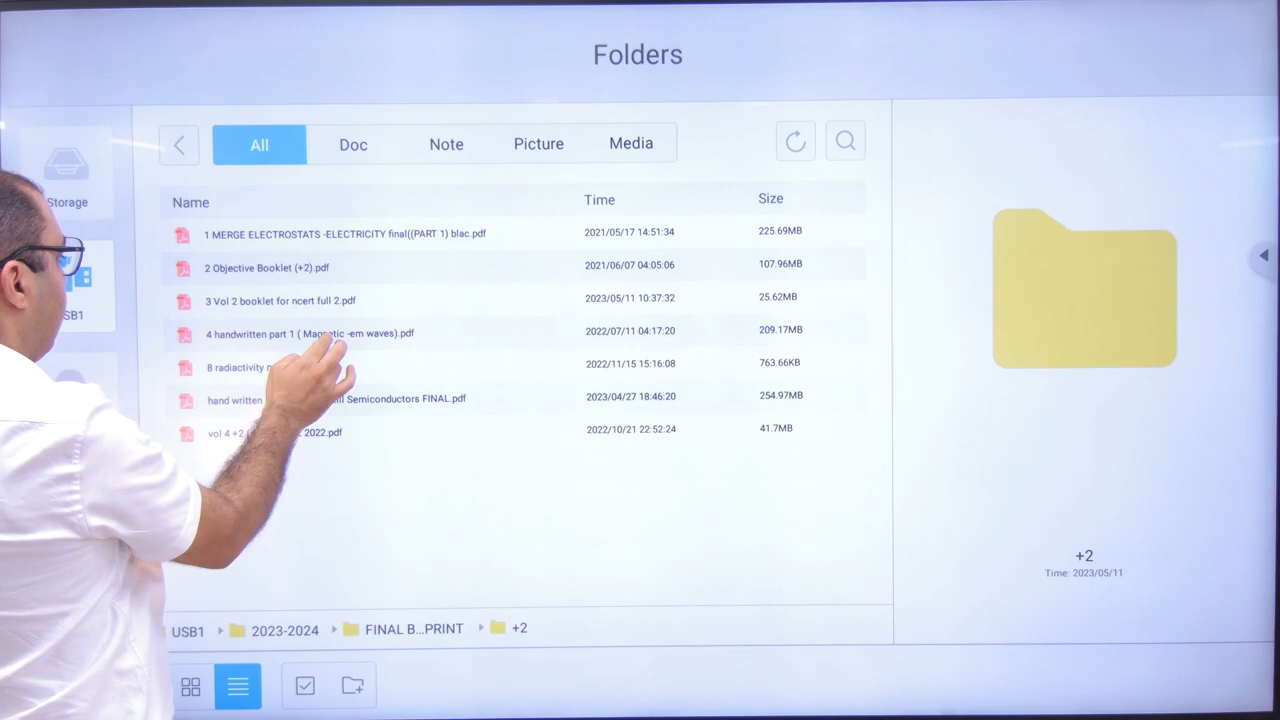 Folders
All Doc Note Picture Media
Storage
SB1
Name Time Size
1 MERGE ELECTROSTATS -ELECTRICITY final((PART 1) blac.pdf 2021/05/17 14:51:34 225.69MB
2 Objective Booklet (+2).pdf 2021/06/07 04:05:06 107.96MB
3 Vol 2 booklet for ncert full 2.pdf 2023/05/11 10:37:32 25.62MB
4 handwritten part 1 ( Magnetic -em waves).pdf 2022/07/11 04:17:20 209.17MB
8 radiactivity 2022/11/15 15:16:08 763.66KB
hand written Semiconductors FINAL.pdf 2023/04/27 18:46:20 254.97MB
vol 4 +2 2022.pdf 2022/10/21 22:52:24 41.7MB
+2
Time: 2023/05/11
USB1 2023-2024 FINAL B...PRINT +2